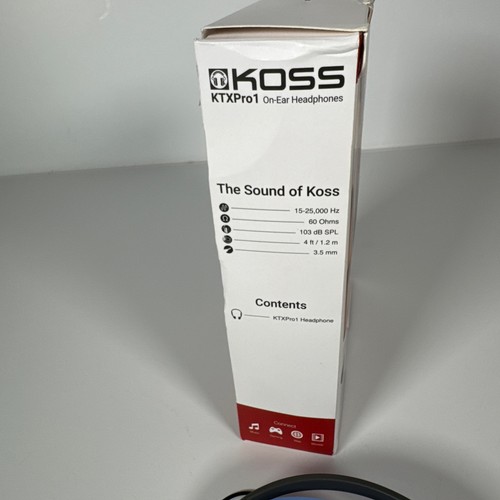 KOSS
KTXPro1 On-Ear Headphones
The Sound of Koss
15-25,000 Hz
60 Ohms
103 dB SPL
4 ft / 1.2 m
3.5 mm
Contents
KTXPro1 Headphone
Connect